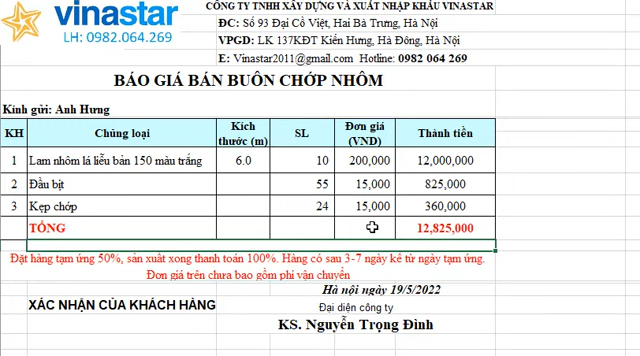 vinastar
LH: 0982.064.269
CÔNG TY TNHH XÂY DỰNG VÀ XUẤT NHẬP KHẨU VINASTAR
ĐC: Số 93 Đại Cồ Việt, Hai Bà Trưng, Hà Nội
VPGD: LK 137KĐT Kiến Hưng, Hà Đông, Hà Nội
E: Vinastar2011@gmail.com Hotline: 0982 064 269
BÁO GIÁ BÁN BUÔN CHỚP NHÔM
Kính gửi: Anh Hưng
KH Chủng loại Kích thước (m) SL Đơn giá (VND) Thành tiền
1 Lam nhôm lá liễu bản 150 màu trắng 6.0 10 200,000 12,000,000
2 Đầu bịt 55 15,000 825,000
3 Kẹp chớp 24 15,000 360,000
TỔNG 12,825,000
Đặt hàng tạm ứng 50%, sản xuất xong thanh toán 100%. Hàng có sau 3-7 ngày kể từ ngày tạm ứng.
Đơn giá trên chưa bao gồm phí vận chuyển
Hà nội ngày 19/5/2022
XÁC NHẬN CỦA KHÁCH HÀNG Đại diện công ty
KS. Nguyễn Trọng Đình